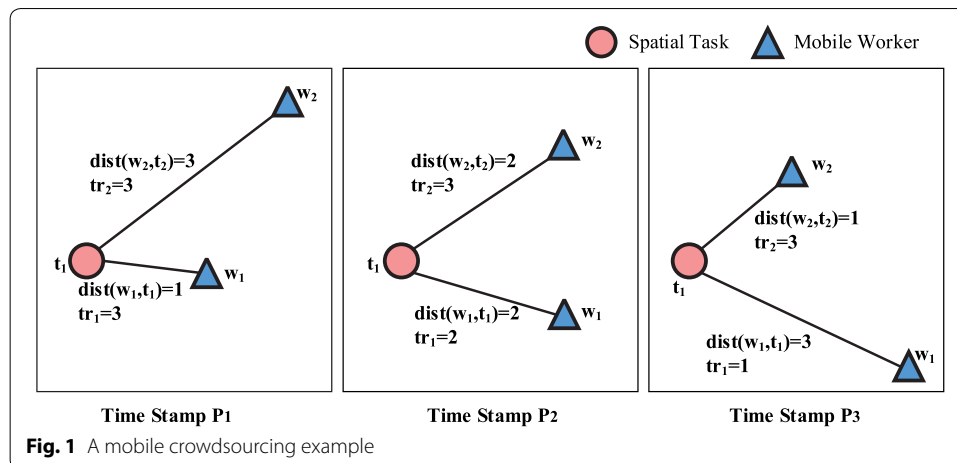 Spatial Task Mobile Worker
w₂
dist(w₂,t₂)=3
tr₂=3
t₁
w₁
dist(w₁,t₁)=1
tr₁=3
Time Stamp P1
w₂
dist(w₂,t₂)=2
tr₂=3
t₁
w₁
dist(w₁,t₁)=2
tr₁=2
Time Stamp P2
w₂
dist(w₂,t₂)=1
tr₂=3
t₁
dist(w₁,t₁)=3
tr₁=1
w₁
Time Stamp P3
Fig. 1 A mobile crowdsourcing example